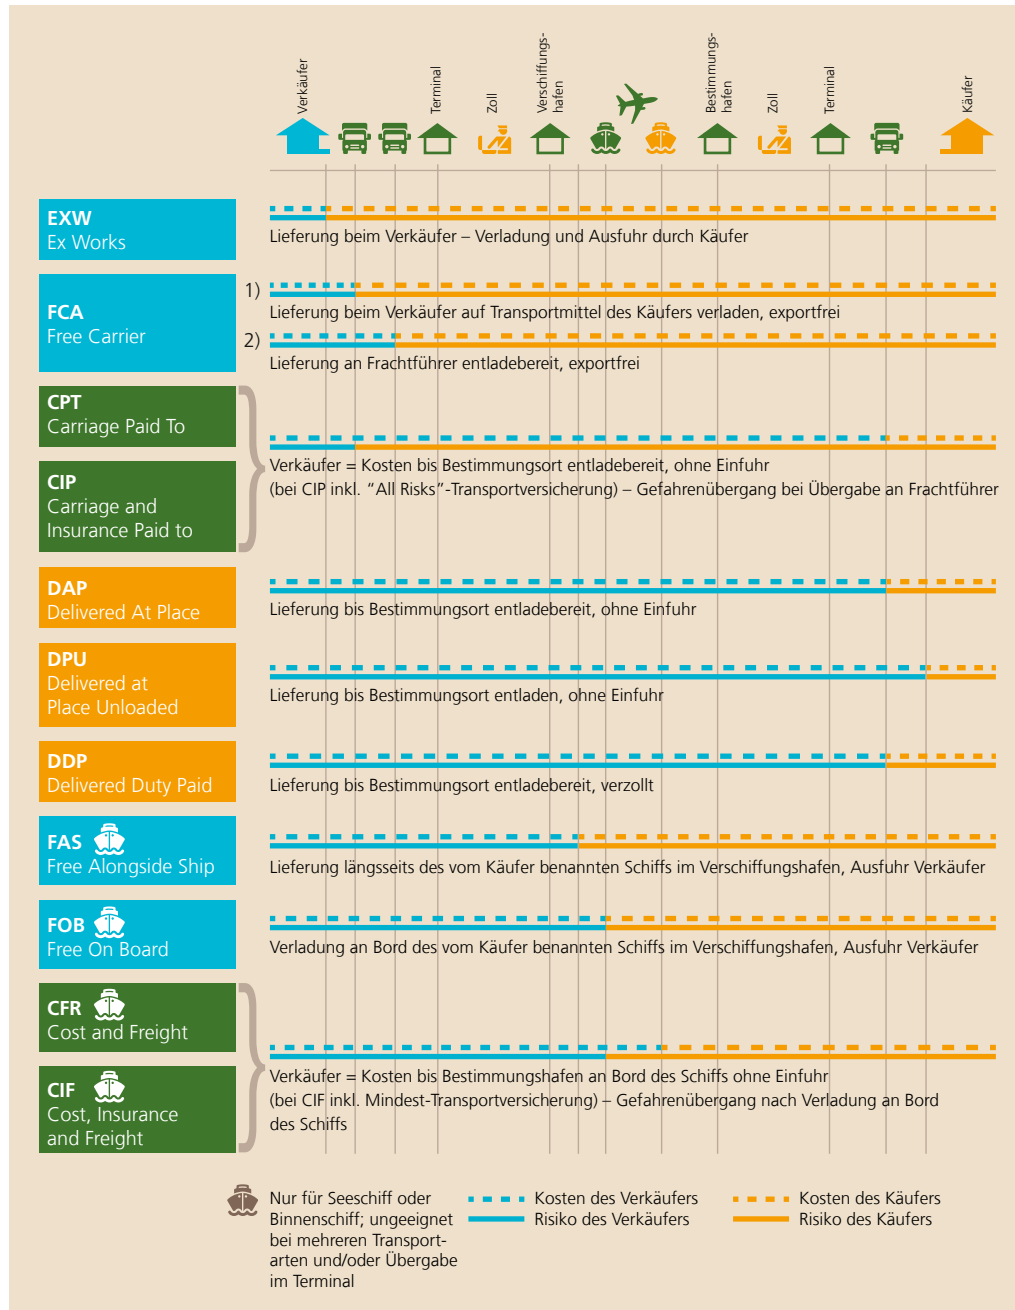 Verkäufer
Terminal
Zoll
Verschiffungs-
hafen
Bestimmungs-
hafen
Zoll
Terminal
Käufer
EXW
Ex Works
Lieferung beim Verkäufer – Verladung und Ausfuhr durch Käufer
FCA
Free Carrier
1)
Lieferung beim Verkäufer auf Transportmittel des Käufers verladen, exportfrei
2)
Lieferung an Frachtführer entladebereit, exportfrei
CPT
Carriage Paid To
CIP
Carriage and
Insurance Paid to
Verkäufer = Kosten bis Bestimmungsort entladebereit, ohne Einfuhr
(bei CIP inkl. “All Risks”-Transportversicherung) – Gefahrenübergang bei Übergabe an Frachtführer
DAP
Delivered At Place
Lieferung bis Bestimmungsort entladebereit, ohne Einfuhr
DPU
Delivered at
Place Unloaded
Lieferung bis Bestimmungsort entladen, ohne Einfuhr
DDP
Delivered Duty Paid
Lieferung bis Bestimmungsort entladebereit, verzollt
FAS
Free Alongside Ship
Lieferung längsseits des vom Käufer benannten Schiffs im Verschiffungshafen, Ausfuhr Verkäufer
FOB
Free On Board
Verladung an Bord des vom Käufer benannten Schiffs im Verschiffungshafen, Ausfuhr Verkäufer
CFR
Cost and Freight
CIF
Cost, Insurance
and Freight
Verkäufer = Kosten bis Bestimmungshafen an Bord des Schiffs ohne Einfuhr
(bei CIF inkl. Mindest-Transportversicherung) – Gefahrenübergang nach Verladung an Bord
des Schiffs
Nur für Seeschiff oder
Binnenschiff; ungeeignet
bei mehreren Transport-
arten und/oder Übergabe
im Terminal
Kosten des Verkäufers
Risiko des Verkäufers
Kosten des Käufers
Risiko des Käufers